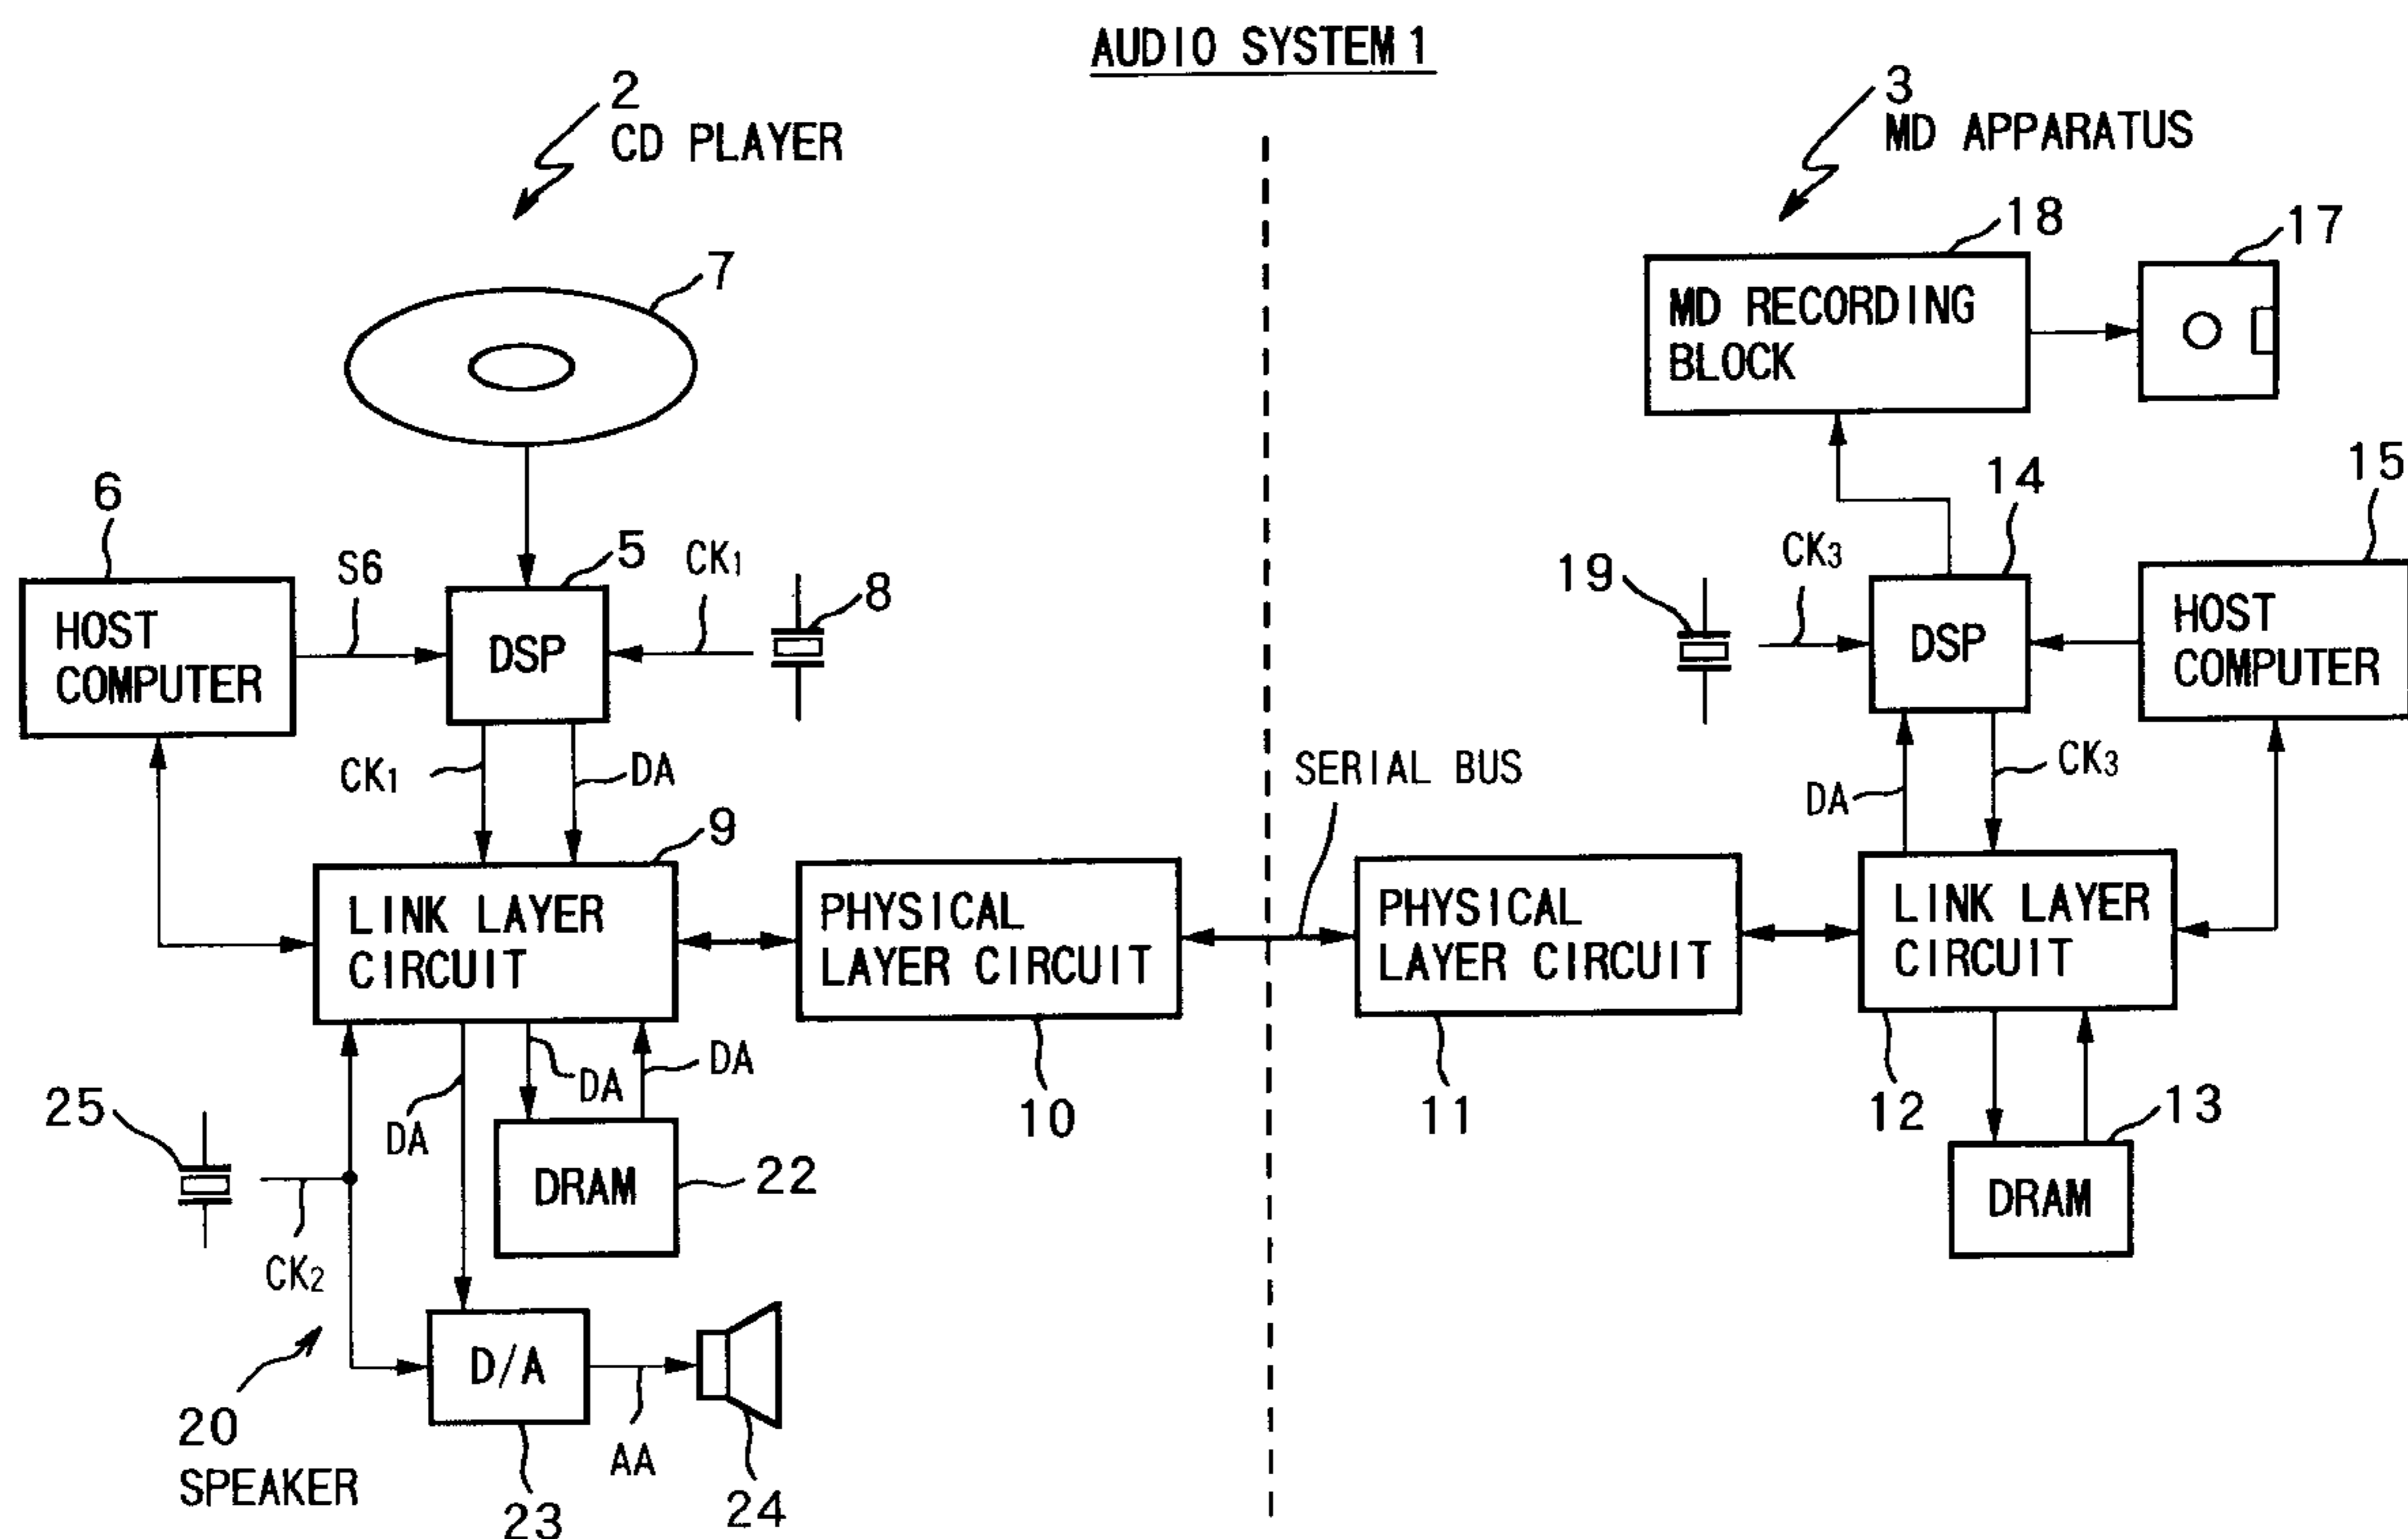 AUDIO SYSTEM 1
2
CD PLAYER
3
MD APPARATUS
7
18
17
MD RECORDING
BLOCK
6
S6
5
CK1
8
HOST
COMPUTER
DSP
19
CK3
14
15
DSP
HOST
COMPUTER
CK1
DA
SERIAL BUS
DA
CK3
9
LINK LAYER
CIRCUIT
PHYSICAL
LAYER CIRCUIT
PHYSICAL
LAYER CIRCUIT
LINK LAYER
CIRCUIT
10
11
12
13
25
DA
DA
DA
DRAM
22
DRAM
CK2
20
SPEAKER
D/A
AA
23
24